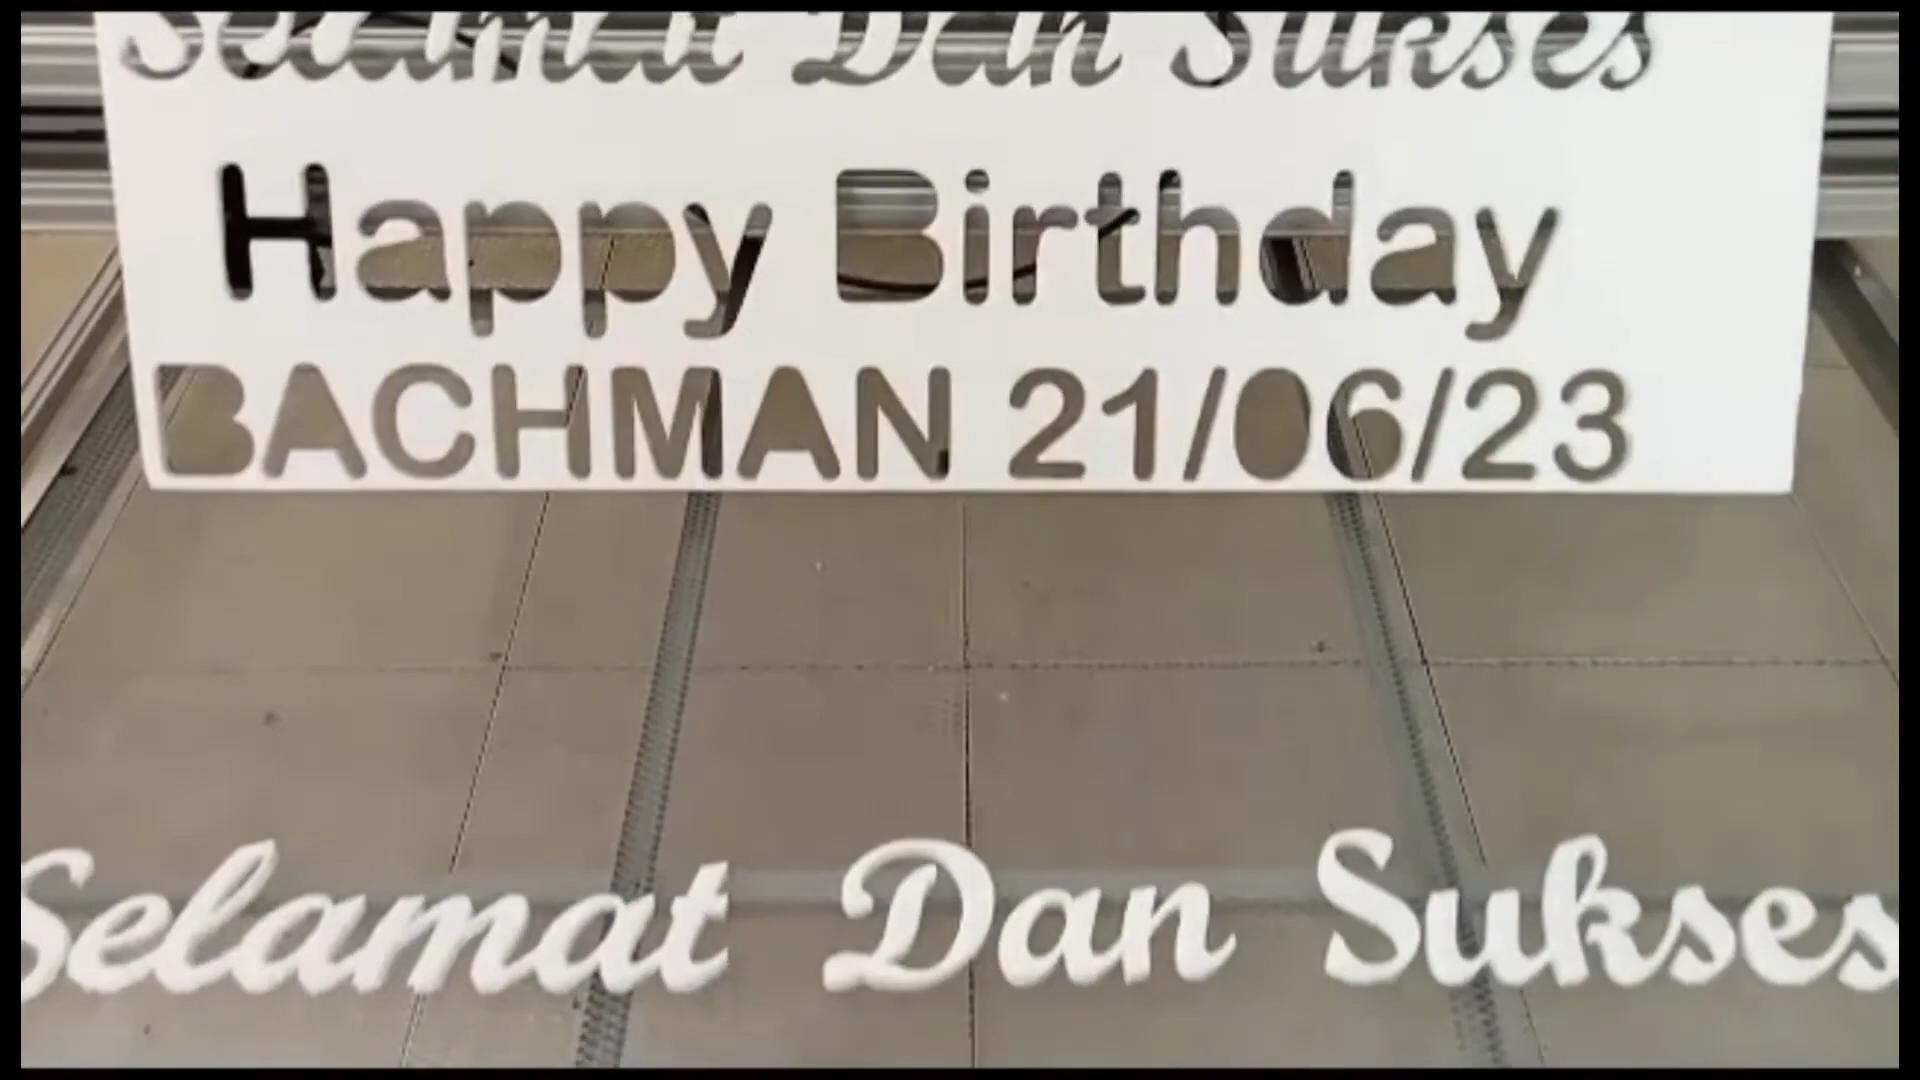 Selamat Dan Sukses
Happy Birthday
BACHMAN 21/06/23
Selamat Dan Sukses